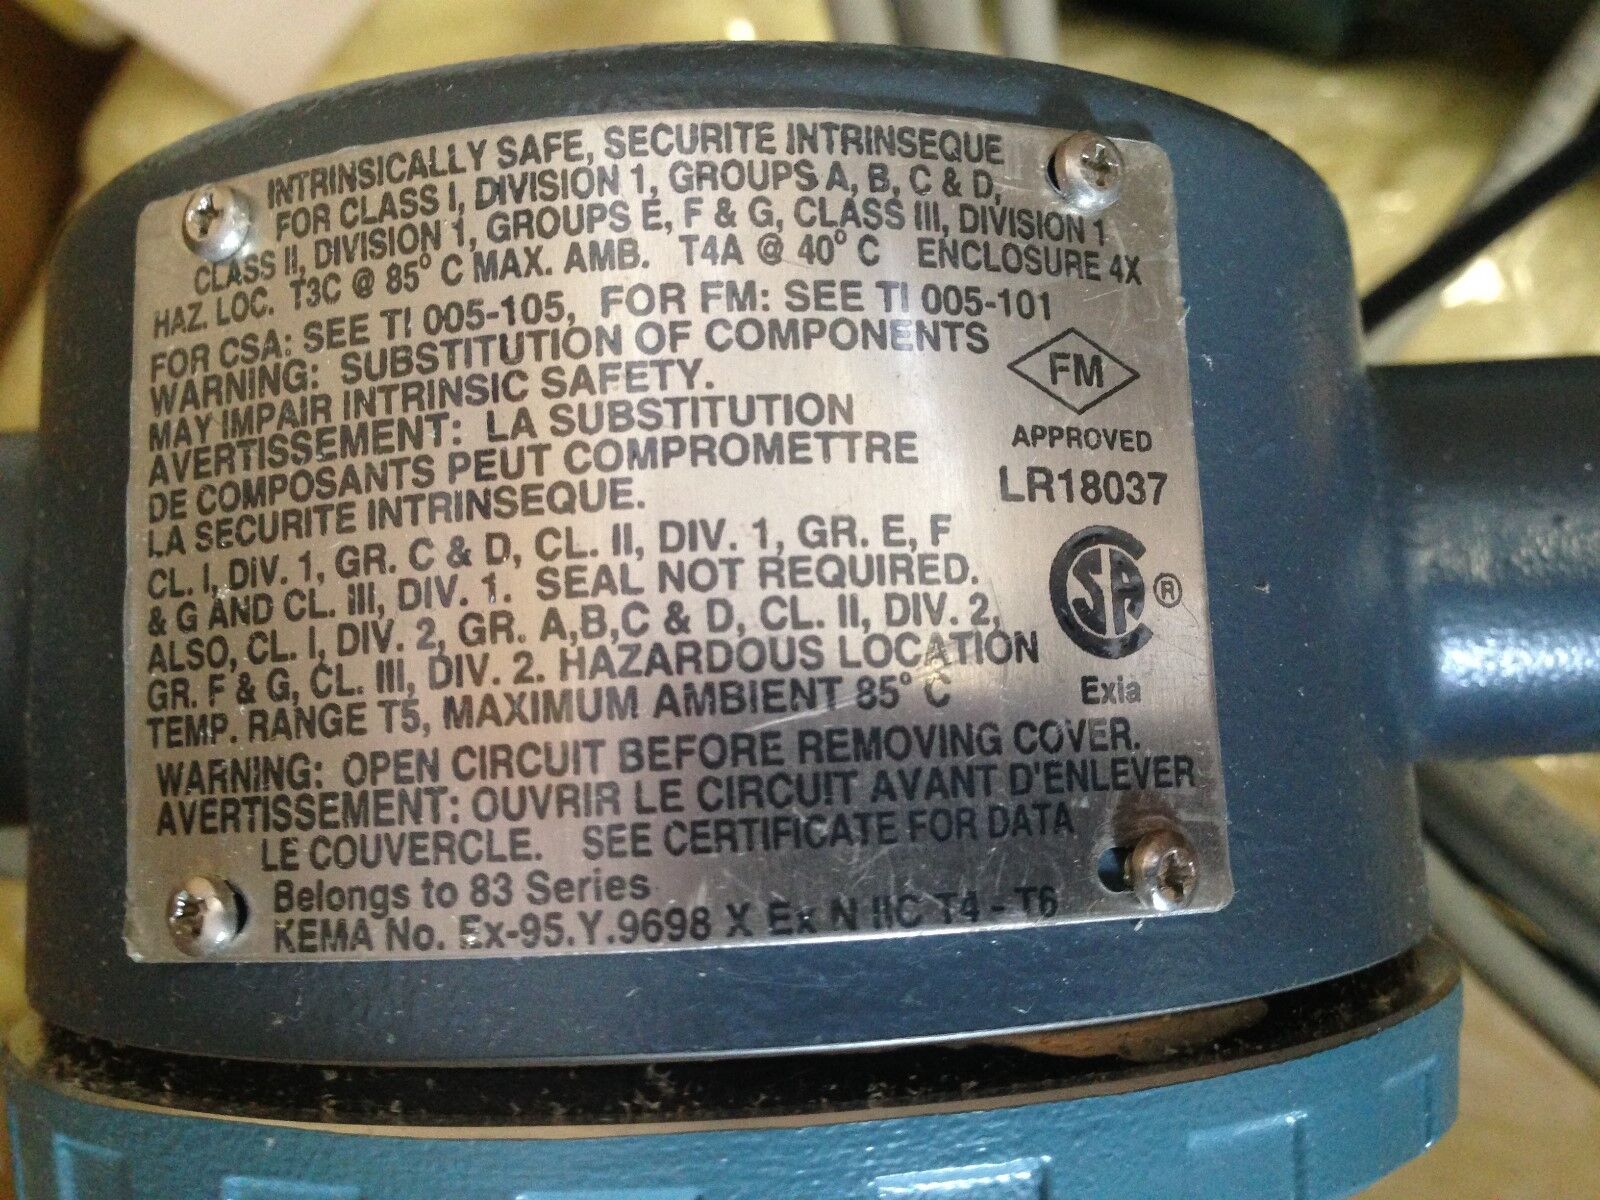 INTRINSICALLY SAFE, SECURITE INTRINSEQUE
FOR CLASS I, DIVISION 1, GROUPS A, B, C & D,
CLASS II, DIVISION 1, GROUPS E, F & G, CLASS III, DIVISION 1
HAZ. LOC. T3C @ 85° C MAX. AMB. T4A @ 40° C ENCLOSURE 4X
FOR CSA: SEE TI 005-105, FOR FM: SEE TI 005-101
WARNING: SUBSTITUTION OF COMPONENTS
MAY IMPAIR INTRINSIC SAFETY.
AVERTISSEMENT: LA SUBSTITUTION
DE COMPOSANTS PEUT COMPROMETTRE
LA SECURITE INTRINSEQUE.
FM
APPROVED
LR18037
CL. I, DIV. 1, GR. C & D, CL. II, DIV. 1, GR. E, F
& G AND CL. III, DIV. 1. SEAL NOT REQUIRED.
ALSO, CL. I, DIV. 2, GR. A,B,C & D, CL. II, DIV. 2,
GR. F & G, CL. III, DIV. 2. HAZARDOUS LOCATION
TEMP. RANGE T5, MAXIMUM AMBIENT 85° C
CSA ®
Exia
WARNING: OPEN CIRCUIT BEFORE REMOVING COVER.
AVERTISSEMENT: OUVRIR LE CIRCUIT AVANT D'ENLEVER
LE COUVERCLE. SEE CERTIFICATE FOR DATA
Belongs to 83 Series
KEMA No. Ex-95.Y.9698 X Ex N IIC T4 - T6